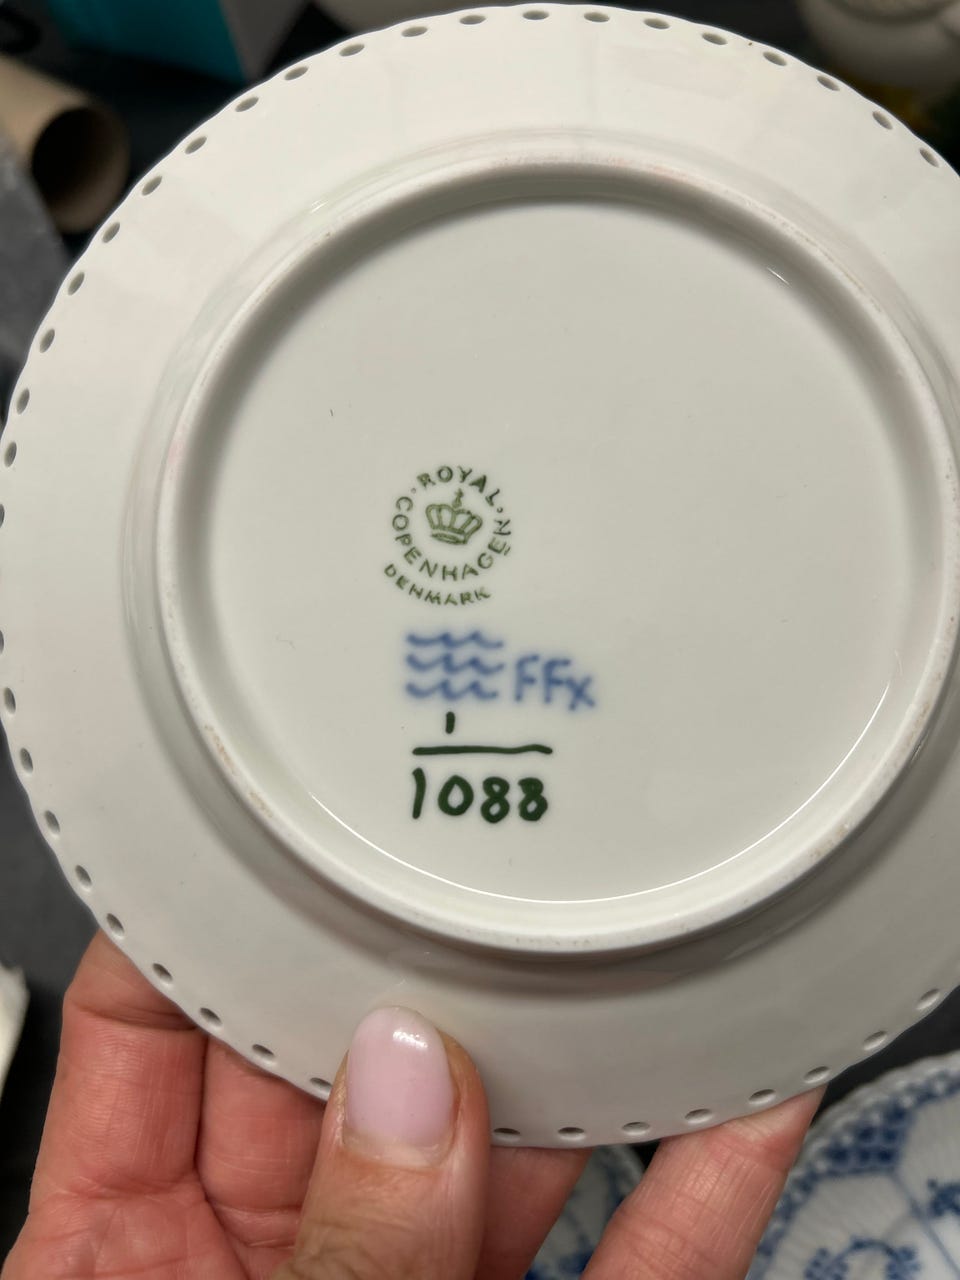 ROYAL
COPENHAGEN
DENMARK
FFx
1
1088